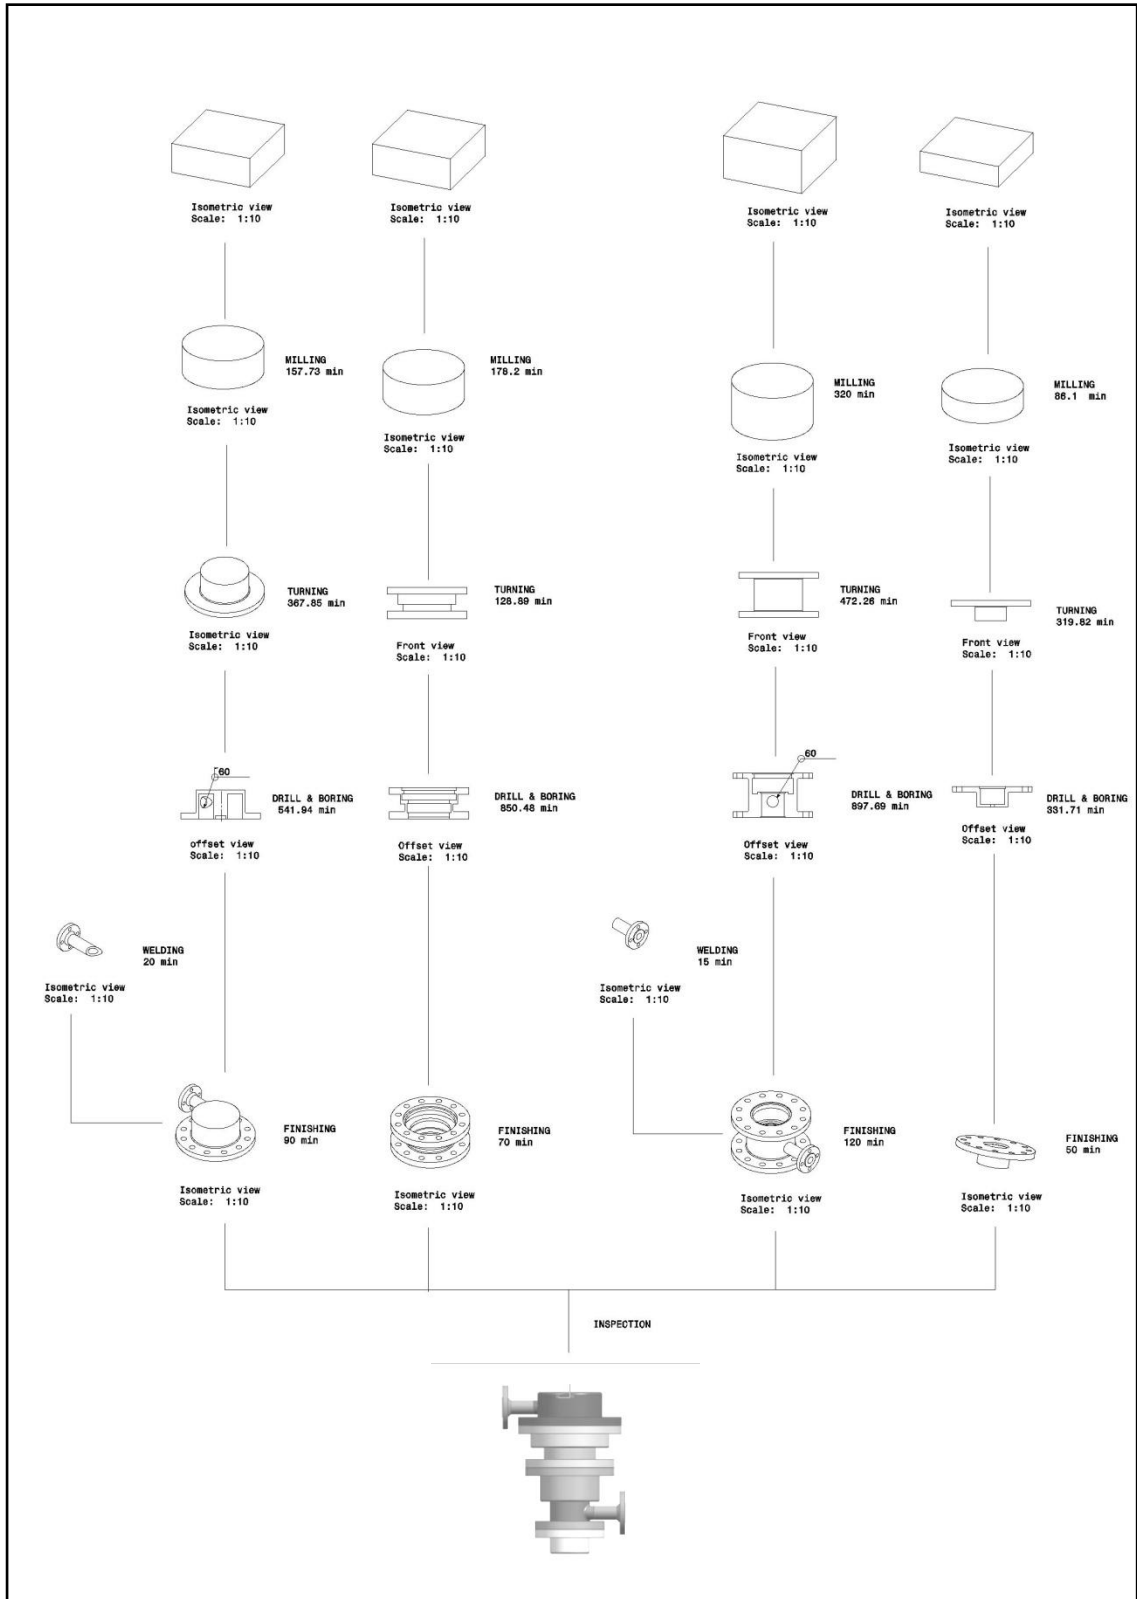 Isometric view
Scale: 1:10
Isometric view
Scale: 1:10
Isometric view
Scale: 1:10
Isometric view
Scale: 1:10
MILLING
157.73 min
Isometric view
Scale: 1:10
MILLING
178.2 min
Isometric view
Scale: 1:10
MILLING
320 min
Isometric view
Scale: 1:10
MILLING
86.1 min
Isometric view
Scale: 1:10
TURNING
367.85 min
Isometric view
Scale: 1:10
TURNING
128.89 min
Front view
Scale: 1:10
TURNING
472.26 min
Front view
Scale: 1:10
TURNING
319.82 min
Front view
Scale: 1:10
60
DRILL & BORING
541.94 min
offset view
Scale: 1:10
DRILL & BORING
850.48 min
Offset view
Scale: 1:10
60
DRILL & BORING
897.69 min
Offset view
Scale: 1:10
DRILL & BORING
331.71 min
Offset view
Scale: 1:10
WELDING
20 min
Isometric view
Scale: 1:10
WELDING
15 min
Isometric view
Scale: 1:10
FINISHING
90 min
Isometric view
Scale: 1:10
FINISHING
70 min
Isometric view
Scale: 1:10
FINISHING
120 min
Isometric view
Scale: 1:10
FINISHING
50 min
Isometric view
Scale: 1:10
INSPECTION